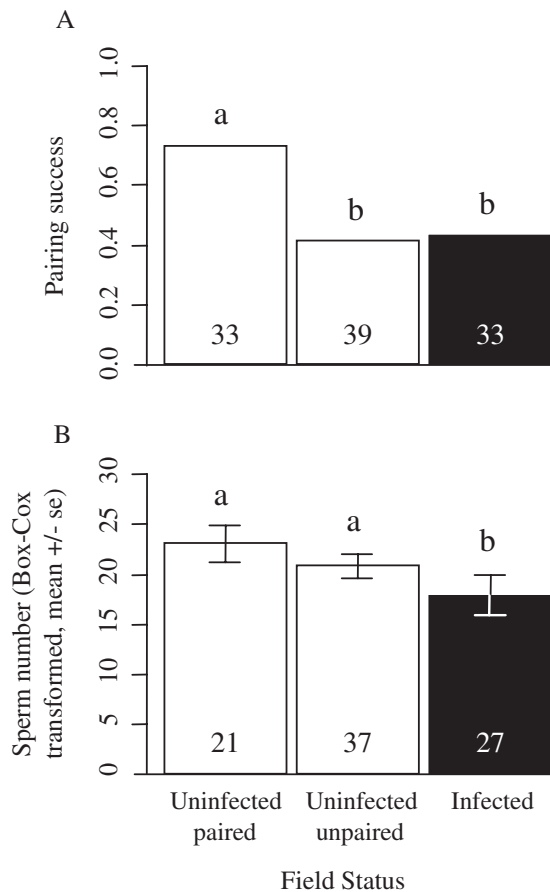 A
Pairing success
1.0
0.8
0.6
0.4
0.2
0.0
a
b
b
33
39
33
B
Sperm number (Box-Cox
transformed, mean +/- se)
30
25
20
15
10
5
0
a
a
b
21
37
27
Uninfected
paired
Uninfected
unpaired
Infected
Field Status